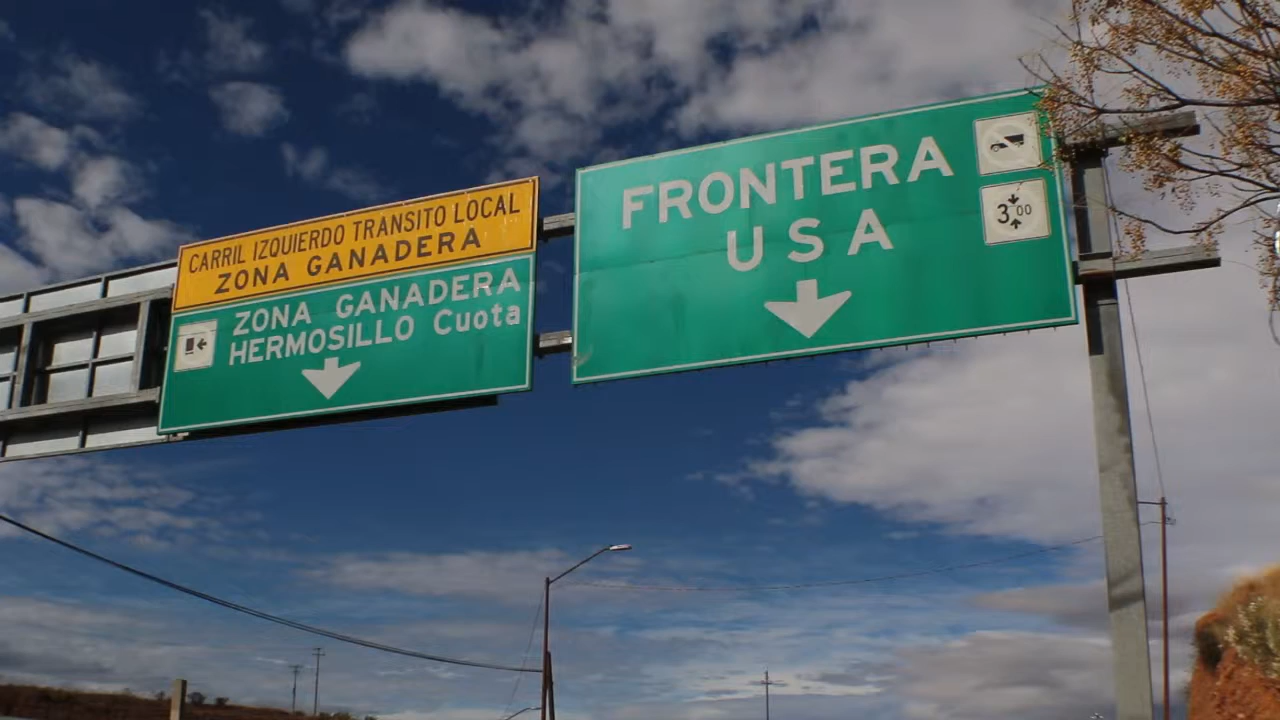 CARRIL IZQUIERDO TRANSITO LOCAL
ZONA GANADERA
ZONA GANADERA
HERMOSILLO Cuota
FRONTERA
USA
3.00